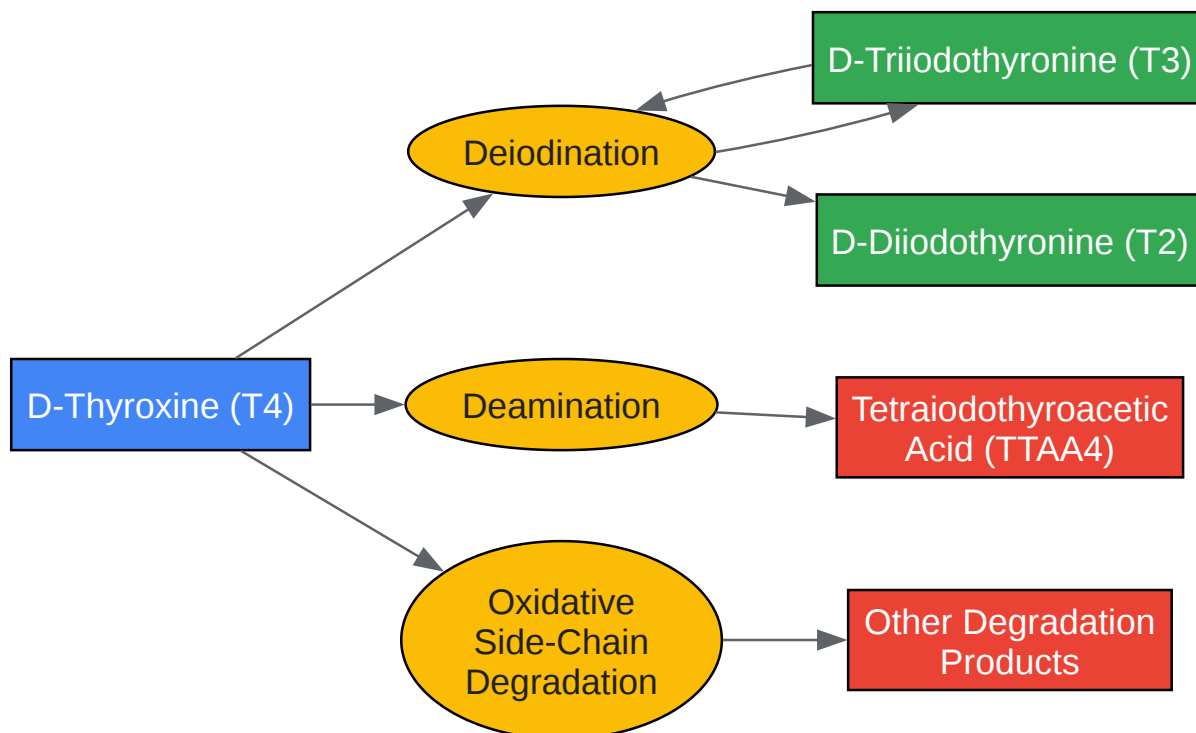 D-Triiodothyronine (T3)
Deiodination
D-Diiodothyronine (T2)
D-Thyroxine (T4)
Deamination
Tetraiodothyroacetic
Acid (TTAA4)
Oxidative
Side-Chain
Degradation
Other Degradation
Products